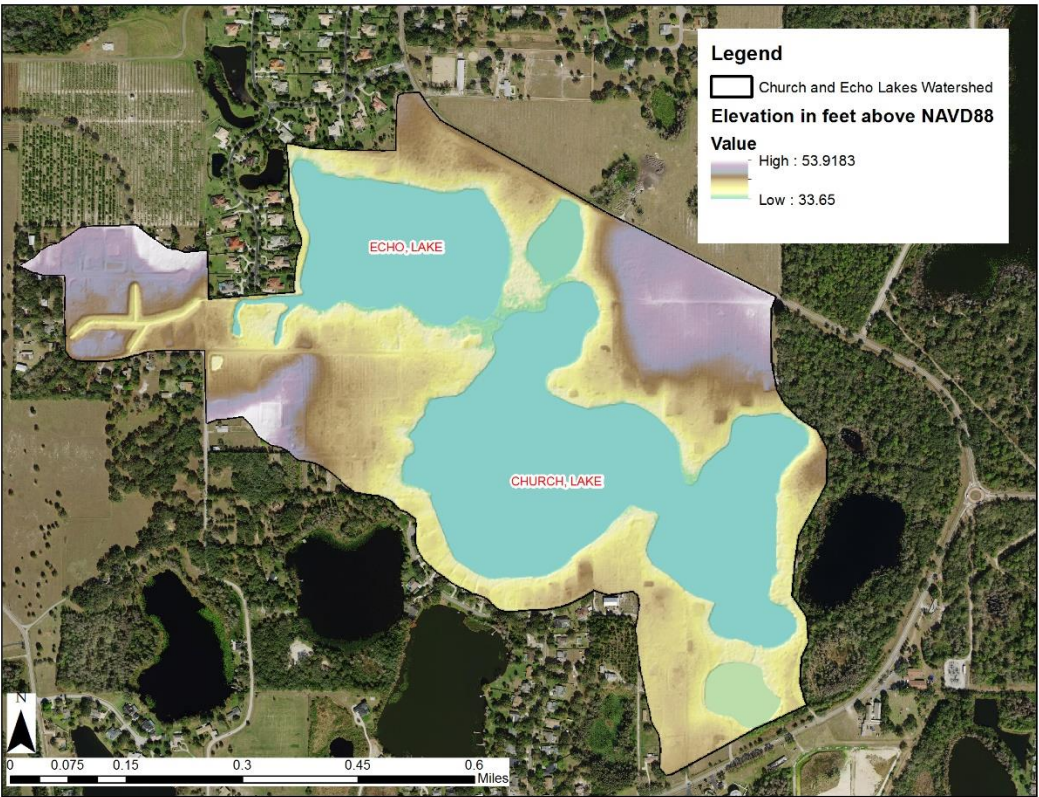 Legend
Church and Echo Lakes Watershed
Elevation in feet above NAVD88
Value
High : 53.9183
Low : 33.65
ECHO, LAKE
CHURCH, LAKE
N
0 0.075 0.15 0.3 0.45 0.6
Miles